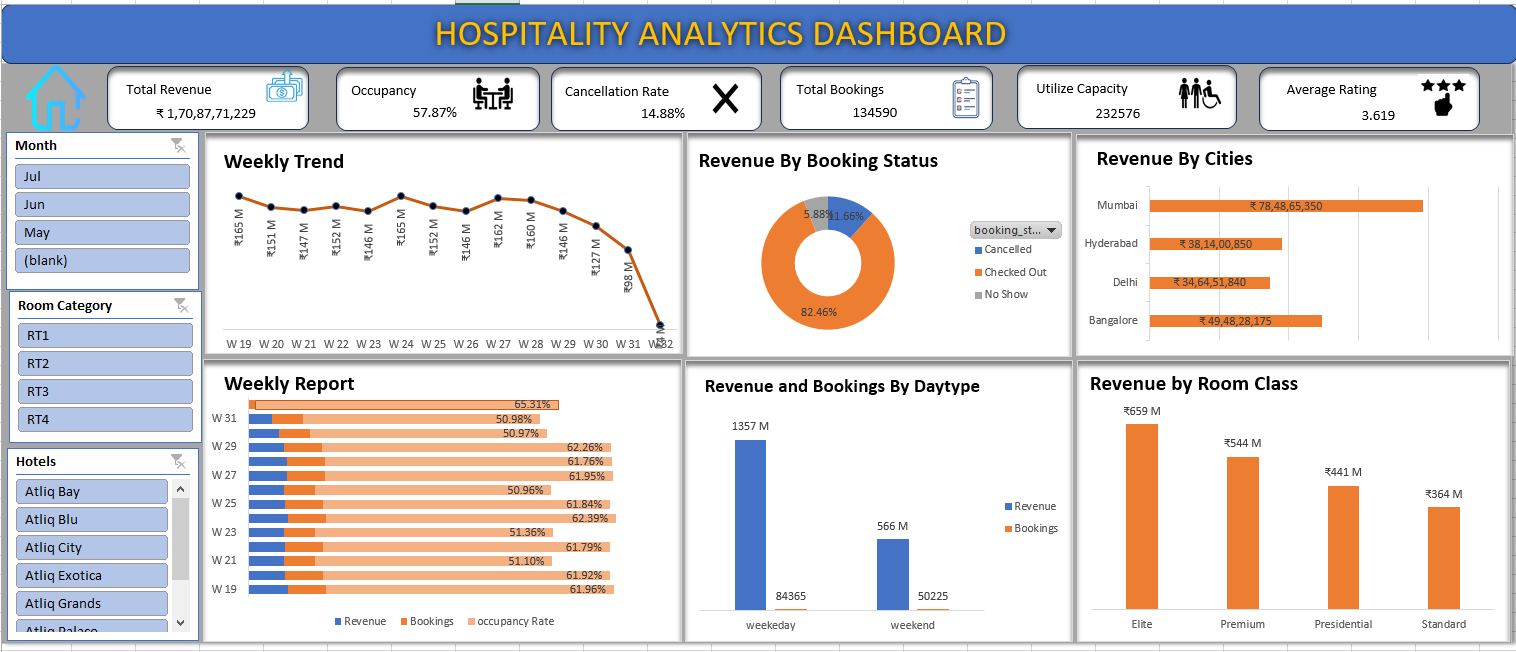 HOSPITALITY ANALYTICS DASHBOARD
Total Revenue
₹ 1,70,87,71,229
Occupancy
57.87%
Cancellation Rate
14.88%
Total Bookings
134590
Utilize Capacity
232576
Average Rating
3.619
Month
Jul
Jun
May
(blank)
Room Category
RT1
RT2
RT3
RT4
Hotels
Atliq Bay
Atliq Blu
Atliq City
Atliq Exotica
Atliq Grands
Atliq Palace
Weekly Trend
₹165 M
₹151 M
₹147 M
₹152 M
₹146 M
₹165 M
₹152 M
₹146 M
₹162 M
₹160 M
₹146 M
₹127 M
₹98 M
W 19 W 20 W 21 W 22 W 23 W 24 W 25 W 26 W 27 W 28 W 29 W 30 W 31 W 32
Revenue By Booking Status
5.88%
11.66%
82.46%
booking_st...
Cancelled
Checked Out
No Show
Revenue By Cities
Mumbai ₹ 78,48,65,350
Hyderabad ₹ 38,14,00,850
Delhi ₹ 34,64,51,840
Bangalore ₹ 49,48,28,175
Weekly Report
65.31%
W 31 50.98%
50.97%
W 29 62.26%
61.76%
W 27 61.95%
50.96%
W 25 61.84%
62.39%
W 23 51.36%
61.79%
W 21 51.10%
61.92%
W 19 61.96%
Revenue Bookings occupancy Rate
Revenue and Bookings By Daytype
1357 M
566 M
84365
50225
weekeday
weekend
Revenue
Bookings
Revenue by Room Class
₹659 M
₹544 M
₹441 M
₹364 M
Elite Premium Presidential Standard